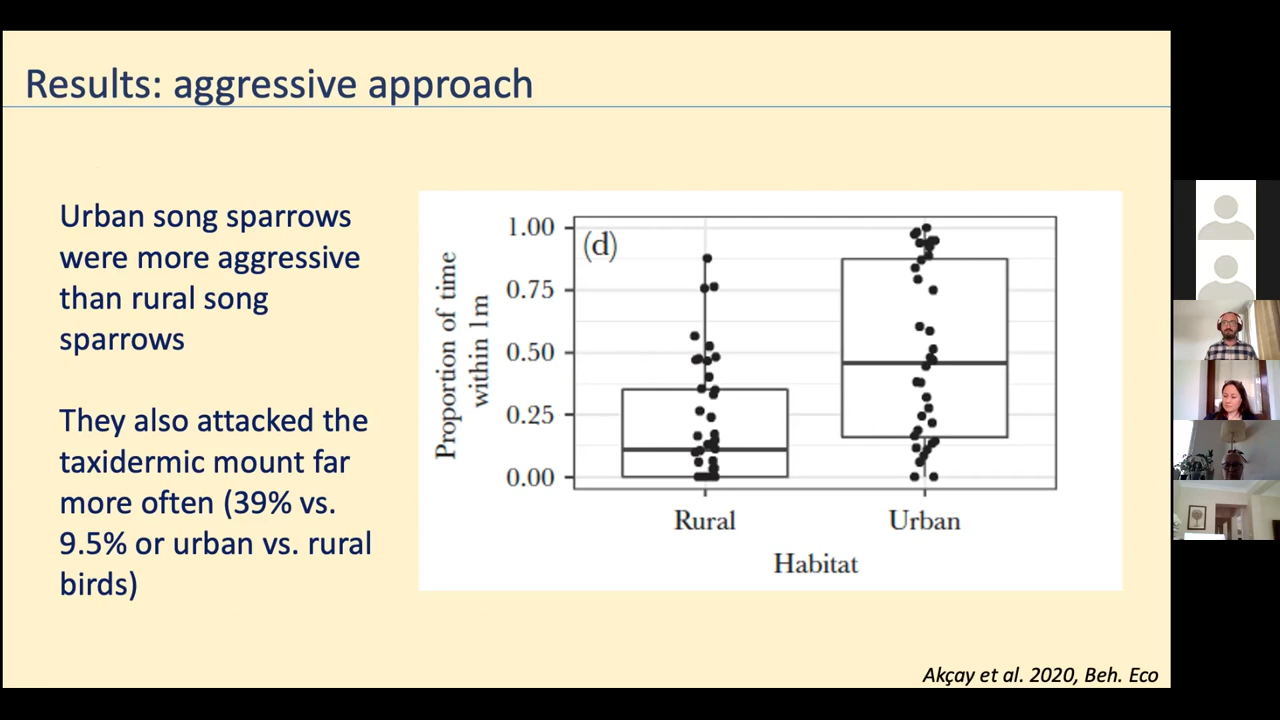 Results: aggressive approach
Urban song sparrows
were more aggressive
than rural song
sparrows
They also attacked the
taxidermic mount far
more often (39% vs.
9.5% or urban vs. rural
birds)
(d)
Proportion of time
within 1m
1.00
0.75
0.50
0.25
0.00
Rural
Urban
Habitat
Akçay et al. 2020, Beh. Eco